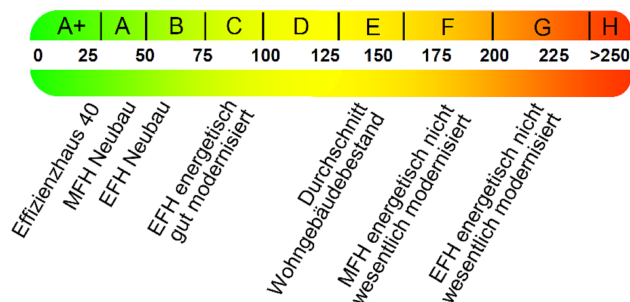 A+ A B C D E F G H
0 25 50 75 100 125 150 175 200 225 >250
Effizienzhaus 40
MFH Neubau
EFH Neubau
EFH energetisch
gut modernisiert
Durchschnitt
Wohngebäudebestand
MFH energetisch nicht
wesentlich modernisiert
EFH energetisch nicht
wesentlich modernisiert